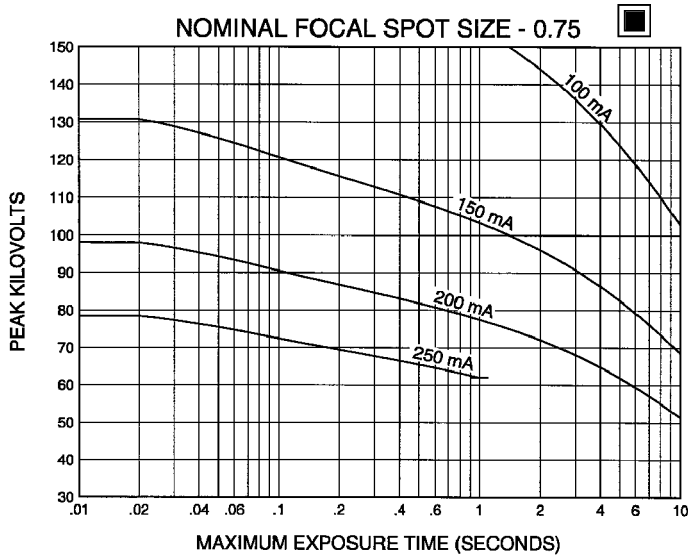 NOMINAL FOCAL SPOT SIZE - 0.75
150
140
130
120
110
100
90
80
70
60
50
40
30
PEAK KILOVOLTS
100 mA
150 mA
200 mA
250 mA
.01 .02 .04 .06 .1 .2 .4 .6 1 2 4 6 10
MAXIMUM EXPOSURE TIME (SECONDS)